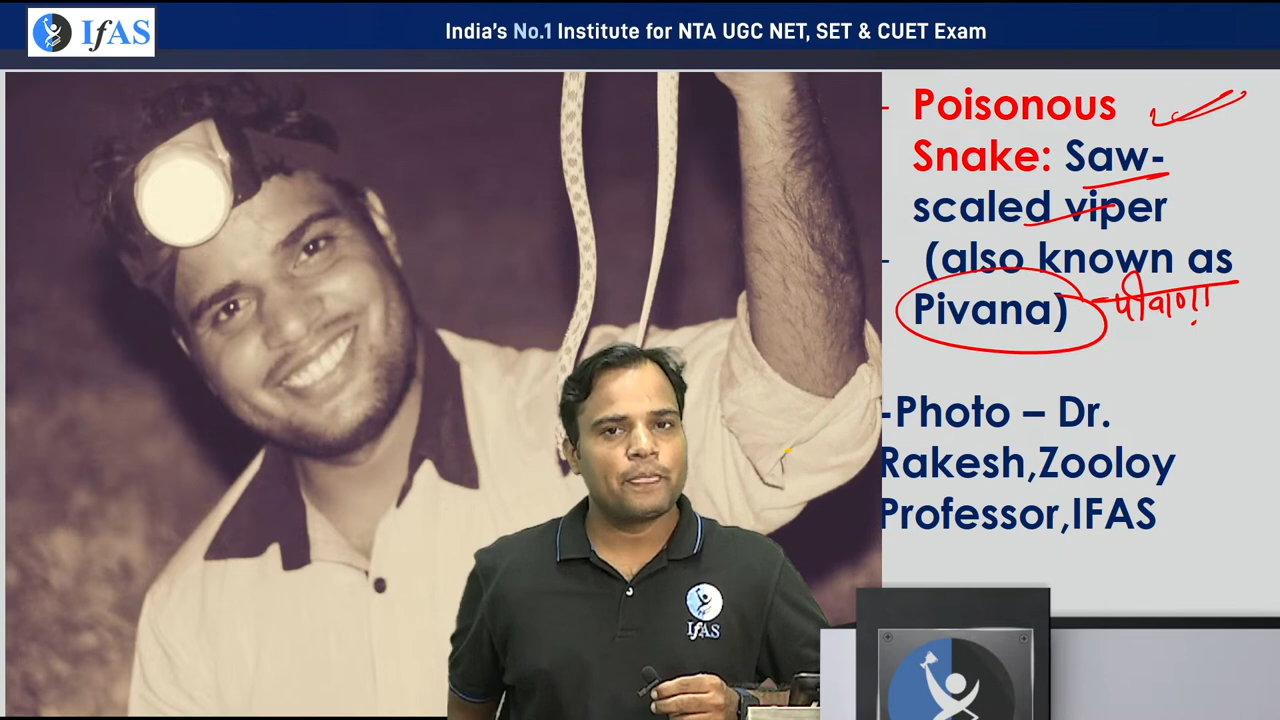 IfAS
India's No.1 Institute for NTA UGC NET, SET & CUET Exam
- Poisonous
Snake: Saw-
scaled viper
- (also known as
Pivana) पीवाणा
-Photo – Dr.
Rakesh,Zooloy
Professor,IFAS
IfAS